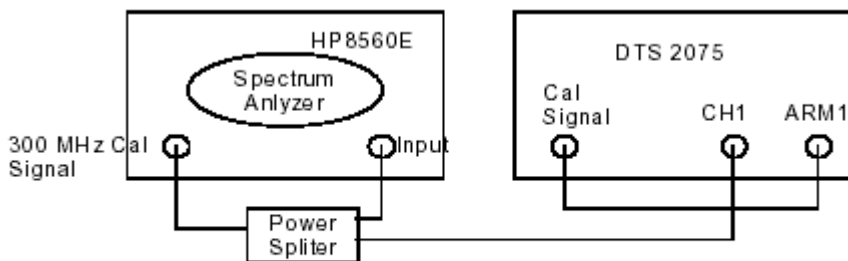 HP8560E
Spectrum
Anlyzer
300 MHz Cal
Signal
Input
Power
Spliter
DTS 2075
Cal
Signal
CH1
ARM1